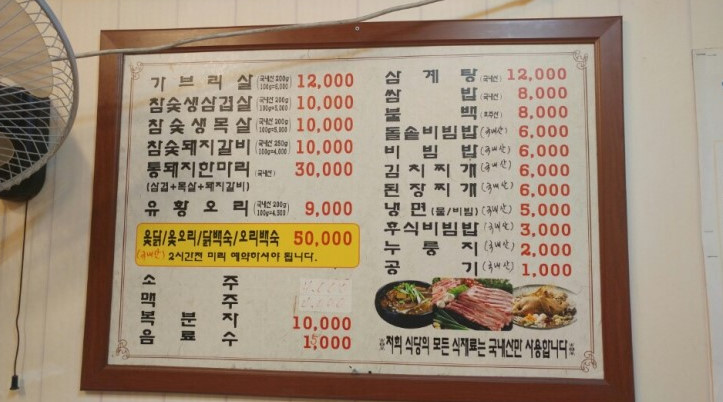 가브리살 (국내산 200g 100g=6,000) 12,000
참숯생삼겹살 (국내산 200g 100g=5,000) 10,000
참숯생목살 (국내산 200g 100g=5,000) 10,000
참숯돼지갈비 (국내산 250g 100g=4,000) 10,000
통돼지한마리 (국내산) 30,000
(삼겹+목살+돼지갈비)
유황오리 (국내산 200g) 9,000
옻닭/옻오리/닭백숙/오리백숙 50,000
(국내산) 2시간전 미리 예약하셔야 됩니다.
소주
맥주
복분자 10,000
음료수 1,000
삼계탕 (국내산) 12,000
쌈밥 (국내산) 8,000
불백 8,000
돌솥비빔밥 (국내산) 6,000
비빔밥 (국내산) 6,000
김치찌개 (국내산) 6,000
된장찌개 (국내산) 6,000
냉면 (물/비빔) (국내산) 5,000
후식비빔밥 (국내산) 3,000
누룽지 (국내산) 2,000
공기 (국내산) 1,000
저희 식당의 모든 식재료는 국내산만 사용합니다